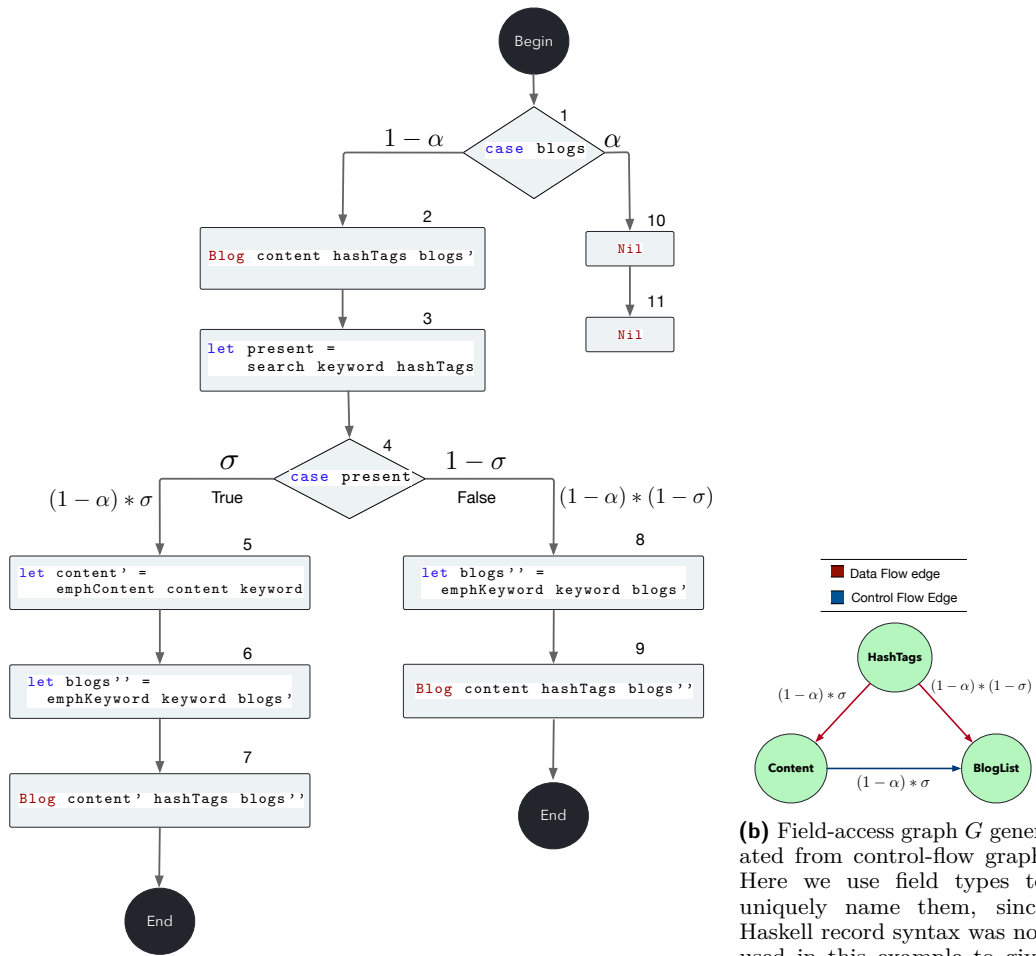 Begin
1
1 − α
case blogs
α
2
Blog content hashTags blogs'
10
Nil
3
let present =
search keyword hashTags
11
Nil
4
σ
case present
1 − σ
(1 − α) ∗ σ
True
False
(1 − α) ∗ (1 − σ)
5
let content' =
emphContent content keyword
8
let blogs'' =
emphKeyword keyword blogs'
6
let blogs'' =
emphKeyword keyword blogs'
9
Blog content hashTags blogs''
7
Blog content' hashTags blogs''
End
End
Data Flow edge
Control Flow Edge
HashTags
(1 − α) ∗ σ
(1 − α) ∗ (1 − σ)
Content
BlogList
(1 − α) ∗ σ
(b) Field-access graph G gener
ated from control-flow graph
Here we use field types to
uniquely name them, sinc
Haskell record syntax was no